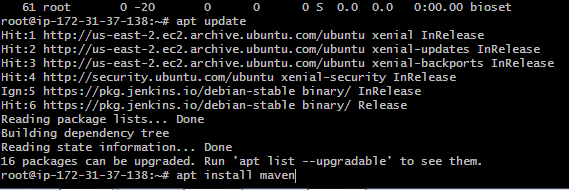 61 root 0 -20 0 0 0 S 0.0 0.0 0:00.00 bioset
root@ip-172-31-37-138:~# apt update
Hit:1 http://us-east-2.ec2.archive.ubuntu.com/ubuntu xenial InRelease
Hit:2 http://us-east-2.ec2.archive.ubuntu.com/ubuntu xenial-updates InRelease
Hit:3 http://us-east-2.ec2.archive.ubuntu.com/ubuntu xenial-backports InRelease
Hit:4 http://security.ubuntu.com/ubuntu xenial-security InRelease
Ign:5 https://pkg.jenkins.io/debian-stable binary/ InRelease
Hit:6 https://pkg.jenkins.io/debian-stable binary/ Release
Reading package lists... Done
Building dependency tree
Reading state information... Done
16 packages can be upgraded. Run 'apt list --upgradable' to see them.
root@ip-172-31-37-138:~# apt install maven